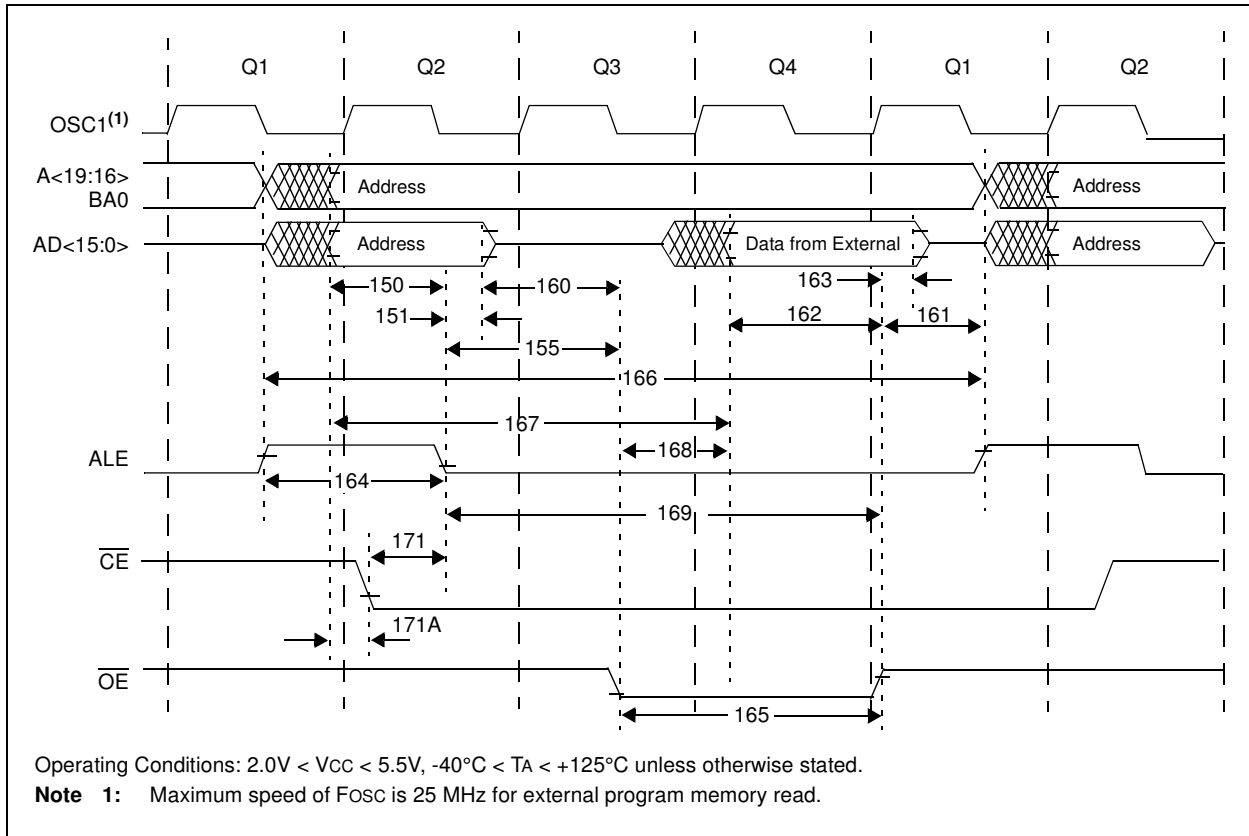 Q1 Q2 Q3 Q4 Q1 Q2
OSC1(1)
A<19:16>
BA0
Address Address
AD<15:0>
Address Data from External Address
150 160 163
151 162 161
155
166
167
ALE
168
164
169
CE
171
171A
OE
165
Operating Conditions: 2.0V < VCC < 5.5V, -40°C < TA < +125°C unless otherwise stated.
Note 1: Maximum speed of FOSC is 25 MHz for external program memory read.